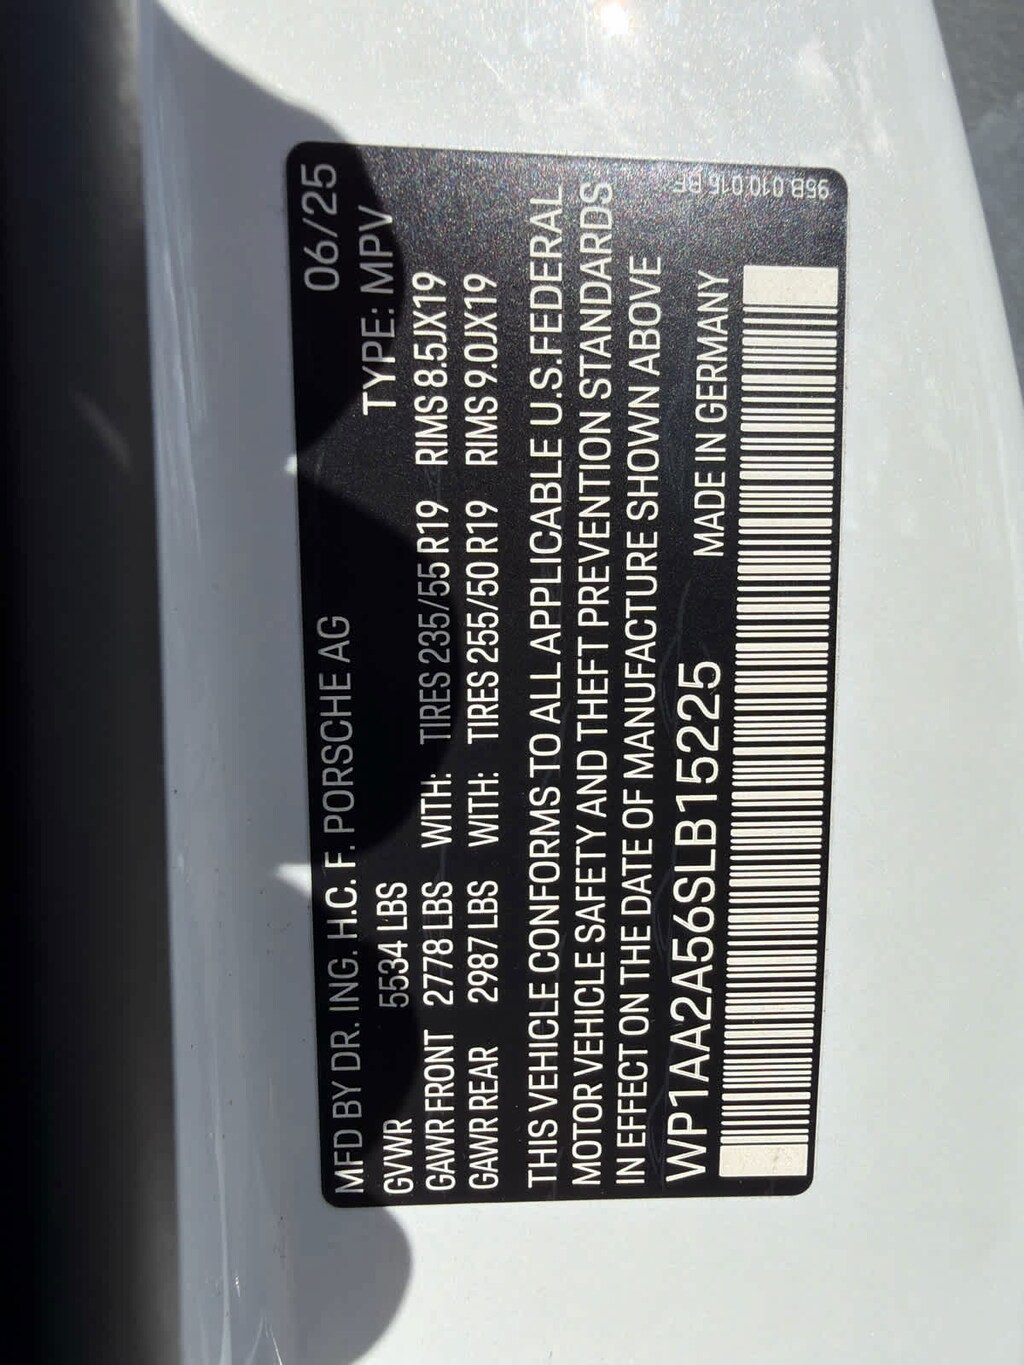 MFD BY DR. ING. H.C. F. PORSCHE AG 06/25
GVWR 5534 LBS TYPE: MPV
GAWR FRONT 2778 LBS WITH: TIRES 235/55 R19 RIMS 8.5JX19
GAWR REAR 2987 LBS WITH: TIRES 255/50 R19 RIMS 9.0JX19
THIS VEHICLE CONFORMS TO ALL APPLICABLE U.S.FEDERAL
MOTOR VEHICLE SAFETY AND THEFT PREVENTION STANDARDS
IN EFFECT ON THE DATE OF MANUFACTURE SHOWN ABOVE
WP1AA2A56SLB15225 MADE IN GERMANY
95B 010 015 BF